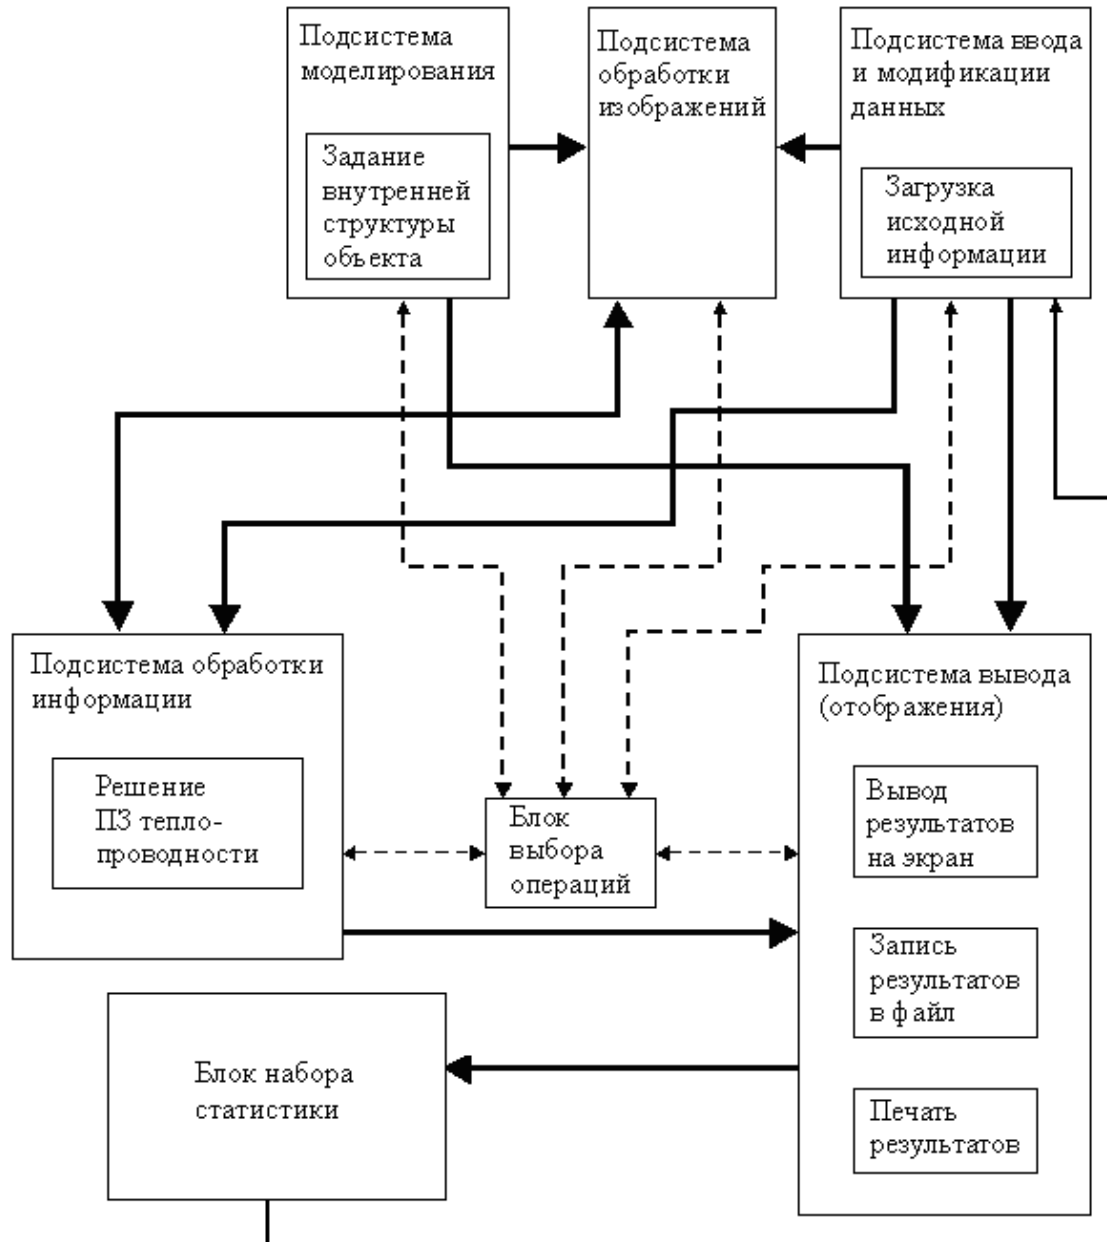 Подсистема
моделирования
Задание
внутренней
структуры
объекта
Подсистема
обработки
изображений
Подсистема ввода
и модификации
данных
Загрузка
исходной
информации
Подсистема обработки
информации
Решение
ПЗ тепло-
проводности
Блок
выбора
операций
Подсистема вывода
(отображения)
Вывод
результатов
на экран
Запись
результатов
в файл
Печать
результатов
Блок набора
статистики